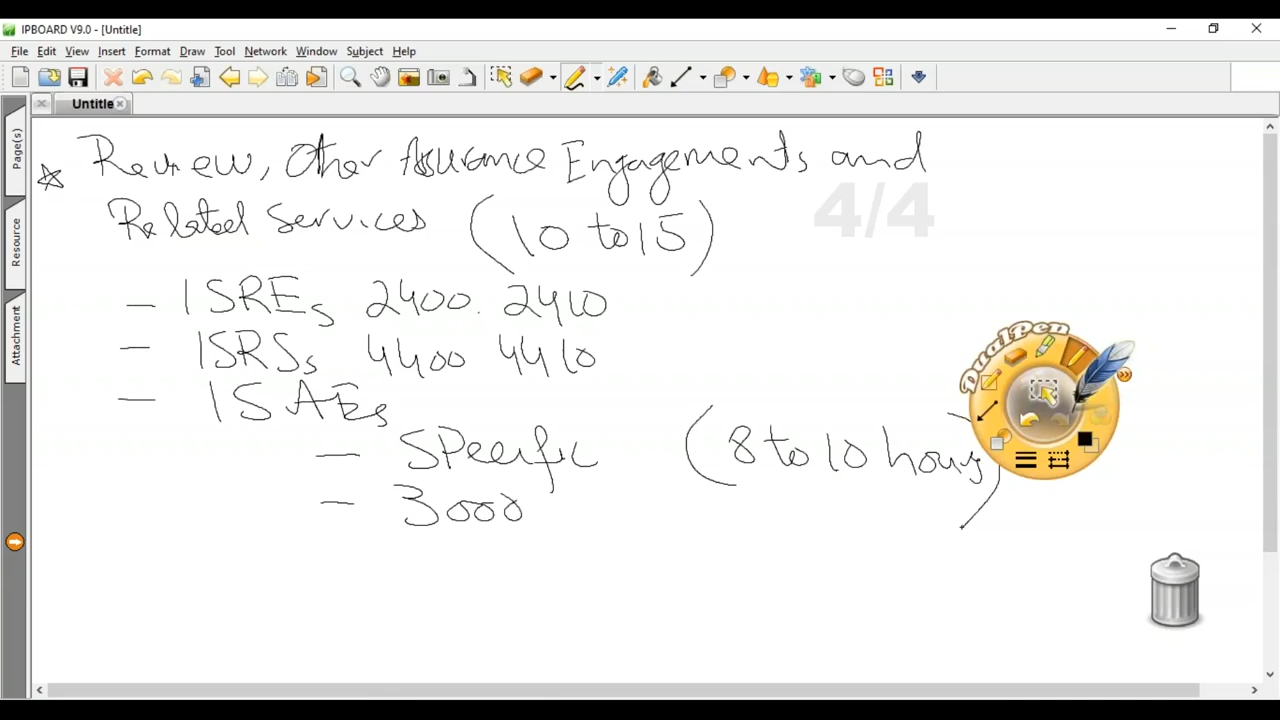 IPBOARD V9.0 - [Untitle]
File Edit View Insert Format Draw Tool Network Window Subject Help
Untitle
Page(s)
Resource
Attachment
Review, Other Assurance Engagements and
Related Services (10 to 15)
4/4
- ISREs 2400. 2410
- ISRSs 4400 4410
- ISAEs
- Specific (8 to 10 hours)
- 3000
DualPen